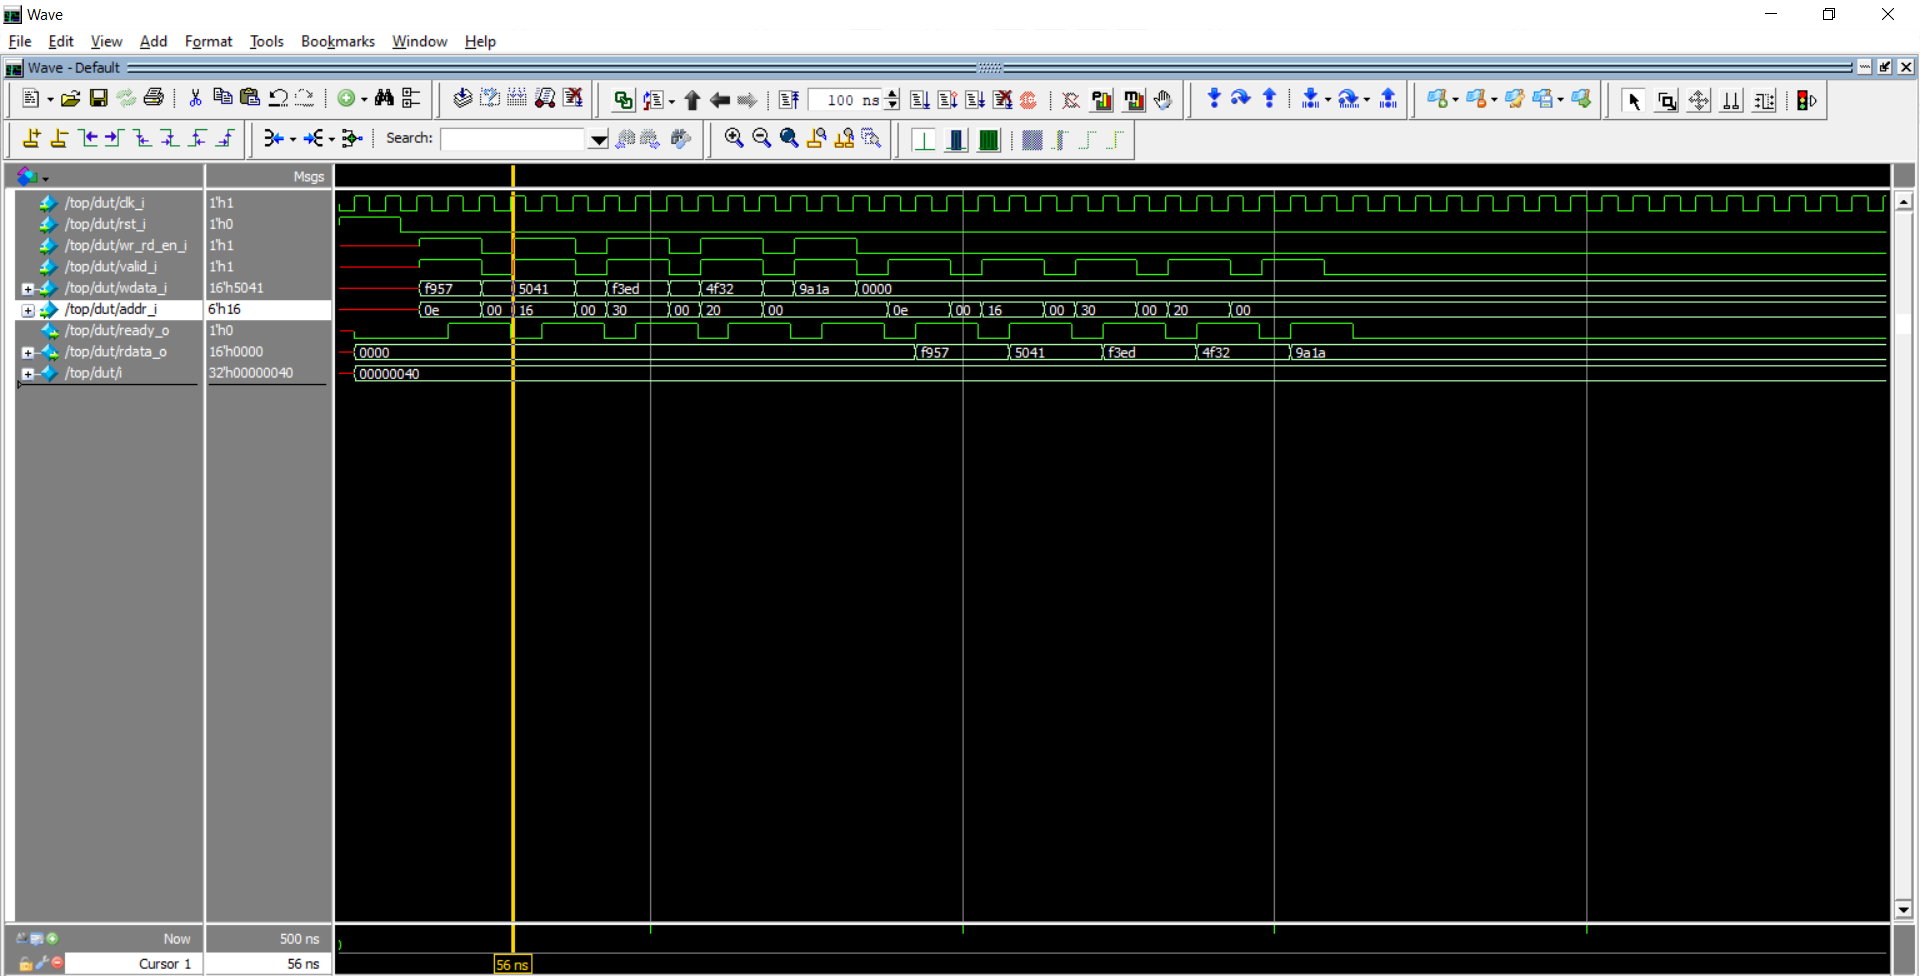 Wave
File Edit View Add Format Tools Bookmarks Window Help
Wave - Default
100 ns
Search:
Msgs
/top/dut/clk_i 1'h1
/top/dut/rst_i 1'h0
/top/dut/wr_rd_en_i 1'h1
/top/dut/valid_i 1'h1
/top/dut/wdata_i 16'h5041 f957 5041 f3ed 4f32 9a1a 0000
/top/dut/addr_i 6'h16 0e 00 16 00 30 00 20 00 0e 00 16 00 30 00 20 00
/top/dut/ready_o 1'h0
/top/dut/rdata_o 16'h0000 0000 f957 5041 f3ed 4f32 9a1a
/top/dut/i 32'h00000040 00000040
Now 500 ns
Cursor 1 56 ns 56 ns